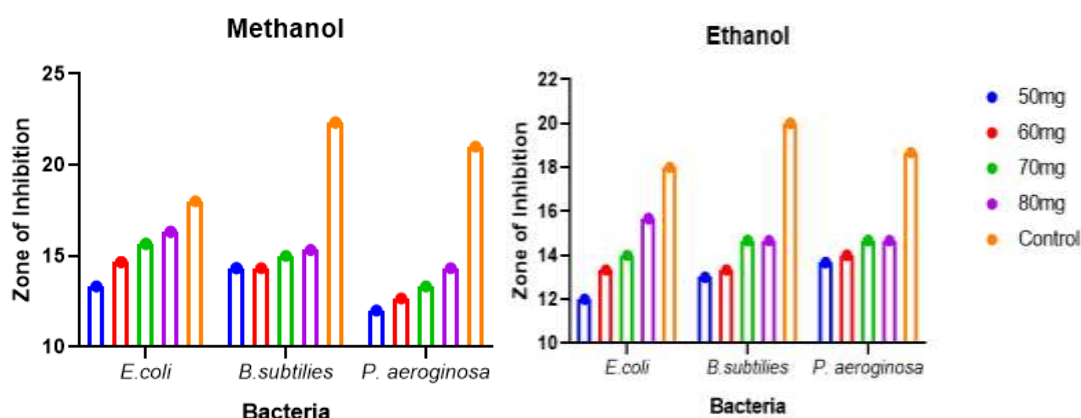 Methanol
25
20
15
10
Zone of Inhibition
E.coli B.subtilies P. aeroginosa
Bacteria
Ethanol
22
20
18
16
14
12
10
Zone of Inhibition
E.coli B.subtilies P. aeroginosa
Bacteria
50mg
60mg
70mg
80mg
Control